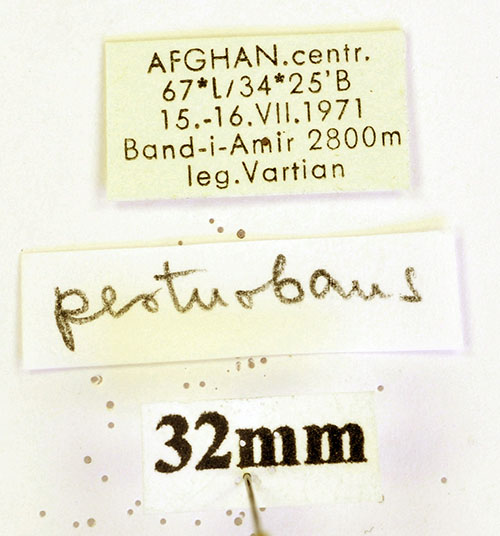 AFGHAN.centr.
67*L/34*25'B
15.-16.VII.1971
Band-i-Amir 2800m
leg.Vartian
perturbans
32mm